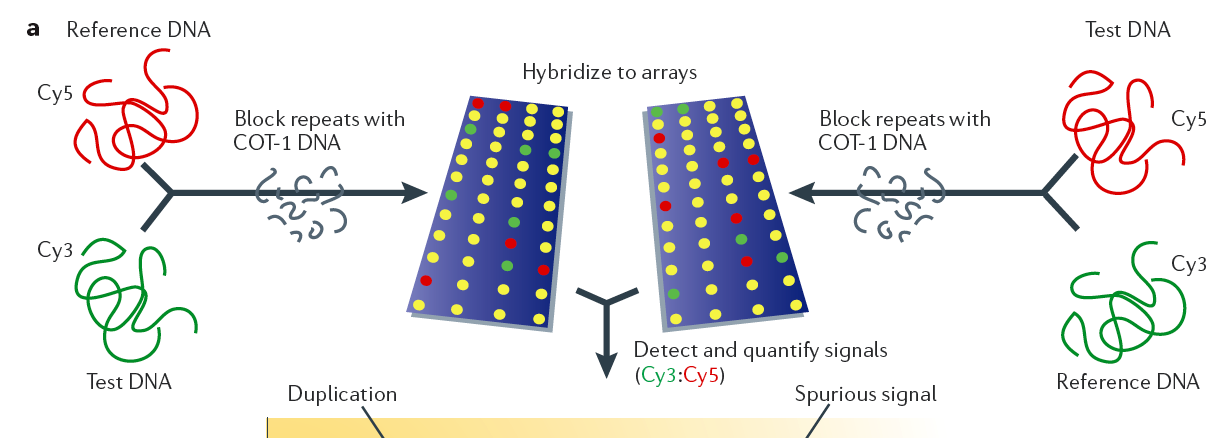 a
Reference DNA
Test DNA
Hybridize to arrays
Cy5
Block repeats with
COT-1 DNA
Block repeats with
COT-1 DNA
Cy5
Cy3
Cy3
Detect and quantify signals
(Cy3:Cy5)
Test DNA
Reference DNA
Duplication
Spurious signal